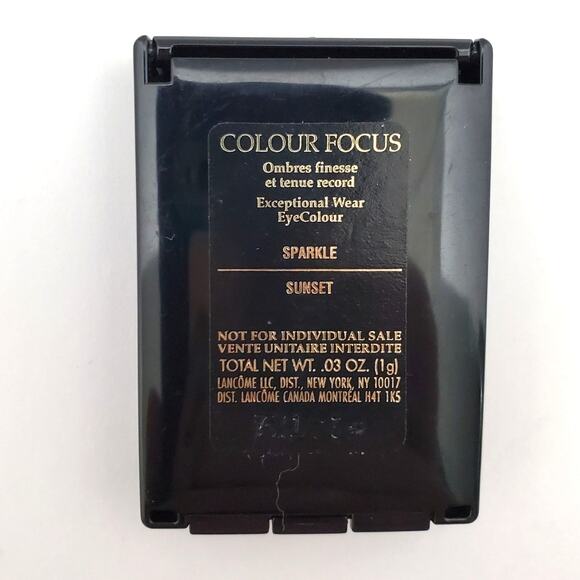 COLOUR FOCUS
Ombres finesse
et tenue record
Exceptional Wear
EyeColour
SPARKLE
SUNSET
NOT FOR INDIVIDUAL SALE
VENTE UNITAIRE INTERDITE
TOTAL NET WT. .03 OZ. (1g)
LANCÔME LLC, DIST., NEW YORK, NY 10017
DIST. LANCÔME CANADA MONTRÉAL H4T 1K5